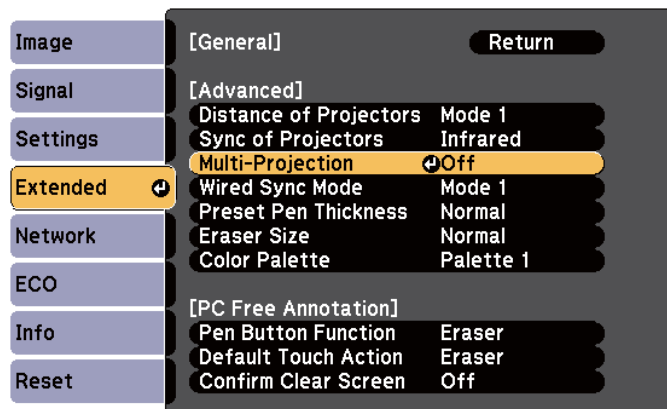 Image
Signal
Settings
Extended
Network
ECO
Info
Reset
[General] Return
[Advanced]
Distance of Projectors Mode 1
Sync of Projectors Infrared
Multi-Projection Off
Wired Sync Mode Mode 1
Preset Pen Thickness Normal
Eraser Size Normal
Color Palette Palette 1
[PC Free Annotation]
Pen Button Function Eraser
Default Touch Action Eraser
Confirm Clear Screen Off